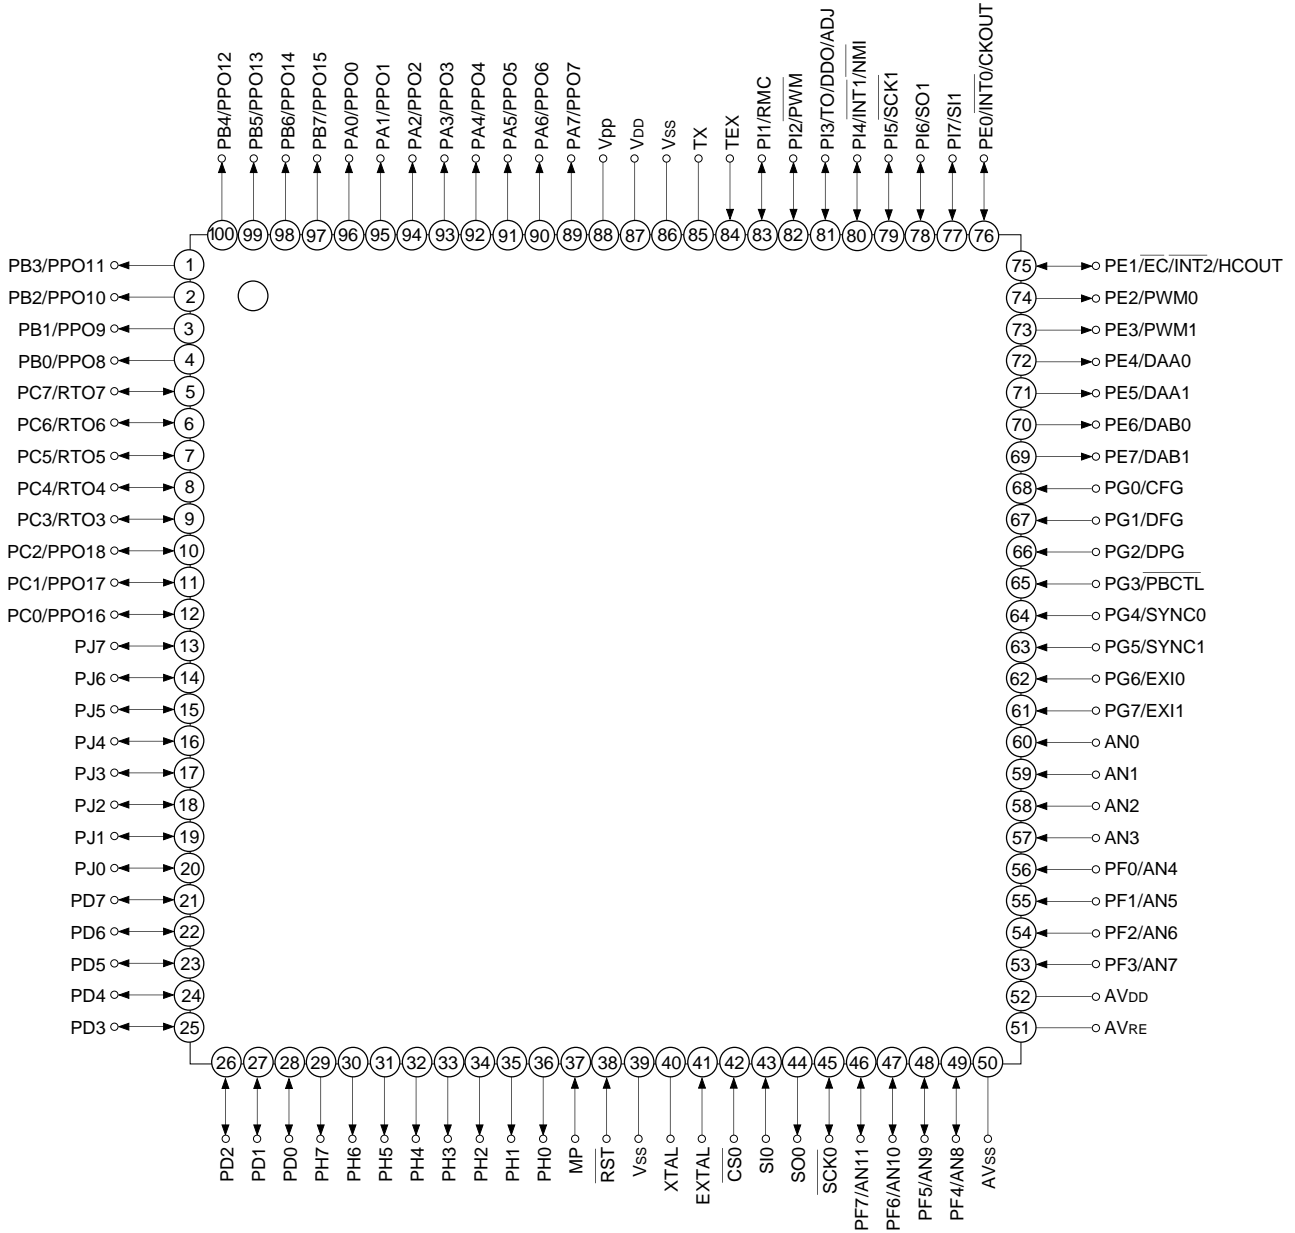 PB4/PPO12
PB5/PPO13
PB6/PPO14
PB7/PPO15
PA0/PPO0
PA1/PPO1
PA2/PPO2
PA3/PPO3
PA4/PPO4
PA5/PPO5
PA6/PPO6
PA7/PPO7
Vpp
VDD
Vss
TX
TEX
PI1/RMC
PI2/PWM
PI3/TO/DDO/ADJ
PI4/INT1/NMI
PI5/SCK1
PI6/SO1
PI7/SI1
PE0/INT0/CKOUT
100 99 98 97 96 95 94 93 92 91 90 89 88 87 86 85 84 83 82 81 80 79 78 77 76
PB3/PPO11 1
PB2/PPO10 2
PB1/PPO9 3
PB0/PPO8 4
PC7/RTO7 5
PC6/RTO6 6
PC5/RTO5 7
PC4/RTO4 8
PC3/RTO3 9
PC2/PPO18 10
PC1/PPO17 11
PC0/PPO16 12
PJ7 13
PJ6 14
PJ5 15
PJ4 16
PJ3 17
PJ2 18
PJ1 19
PJ0 20
PD7 21
PD6 22
PD5 23
PD4 24
PD3 25
75 PE1/EC/INT2/HCOUT
74 PE2/PWM0
73 PE3/PWM1
72 PE4/DAA0
71 PE5/DAA1
70 PE6/DAB0
69 PE7/DAB1
68 PG0/CFG
67 PG1/DFG
66 PG2/DPG
65 PG3/PBCTL
64 PG4/SYNC0
63 PG5/SYNC1
62 PG6/EXI0
61 PG7/EXI1
60 AN0
59 AN1
58 AN2
57 AN3
56 PF0/AN4
55 PF1/AN5
54 PF2/AN6
53 PF3/AN7
52 AVDD
51 AVRE
26 27 28 29 30 31 32 33 34 35 36 37 38 39 40 41 42 43 44 45 46 47 48 49 50
PD2
PD1
PD0
PH7
PH6
PH5
PH4
PH3
PH2
PH1
PH0
MP
RST
Vss
XTAL
EXTAL
CS0
SI0
SO0
SCK0
PF7/AN11
PF6/AN10
PF5/AN9
PF4/AN8
AVss